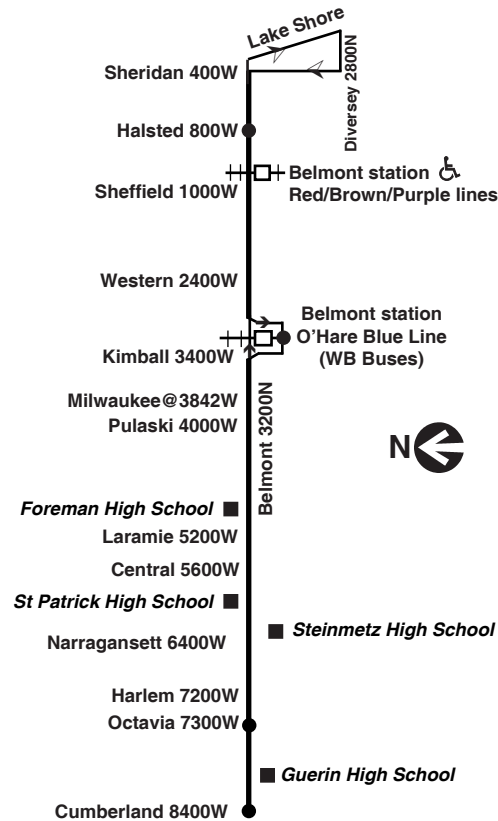 Lake Shore
Diversey 2800N
Sheridan 400W
Halsted 800W
Belmont station
Red/Brown/Purple lines
Sheffield 1000W
Western 2400W
Belmont station
O'Hare Blue Line
(WB Buses)
Kimball 3400W
Milwaukee@3842W
Pulaski 4000W
Belmont 3200N
N
Foreman High School
Laramie 5200W
Central 5600W
St Patrick High School
Steinmetz High School
Narragansett 6400W
Harlem 7200W
Octavia 7300W
Guerin High School
Cumberland 8400W